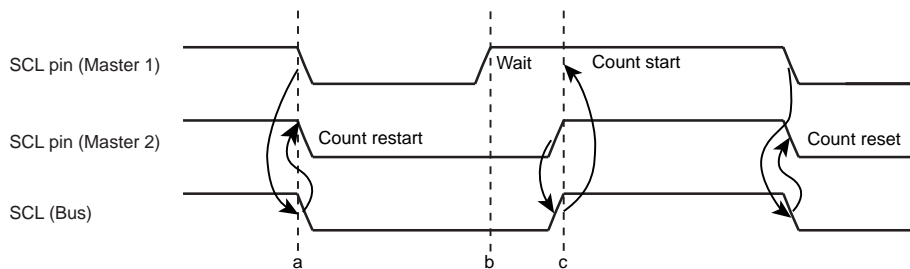 SCL pin (Master 1)
Wait
Count start
SCL pin (Master 2)
Count restart
Count reset
SCL (Bus)
a
b
c